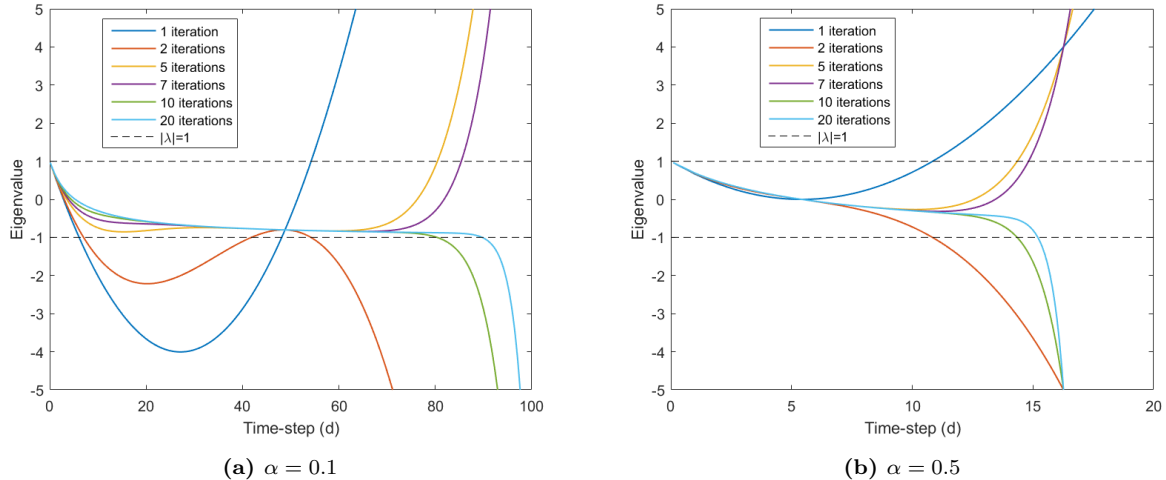 5
4
3
2
1
0
-1
-2
-3
-4
-5
Eigenvalue
1 iteration
2 iterations
5 iterations
7 iterations
10 iterations
20 iterations
|λ|=1
0
20
40
60
80
100
Time-step (d)
(a) α = 0.1
5
4
3
2
1
0
-1
-2
-3
-4
-5
Eigenvalue
1 iteration
2 iterations
5 iterations
7 iterations
10 iterations
20 iterations
|λ|=1
0
5
10
15
20
Time-step (d)
(b) α = 0.5